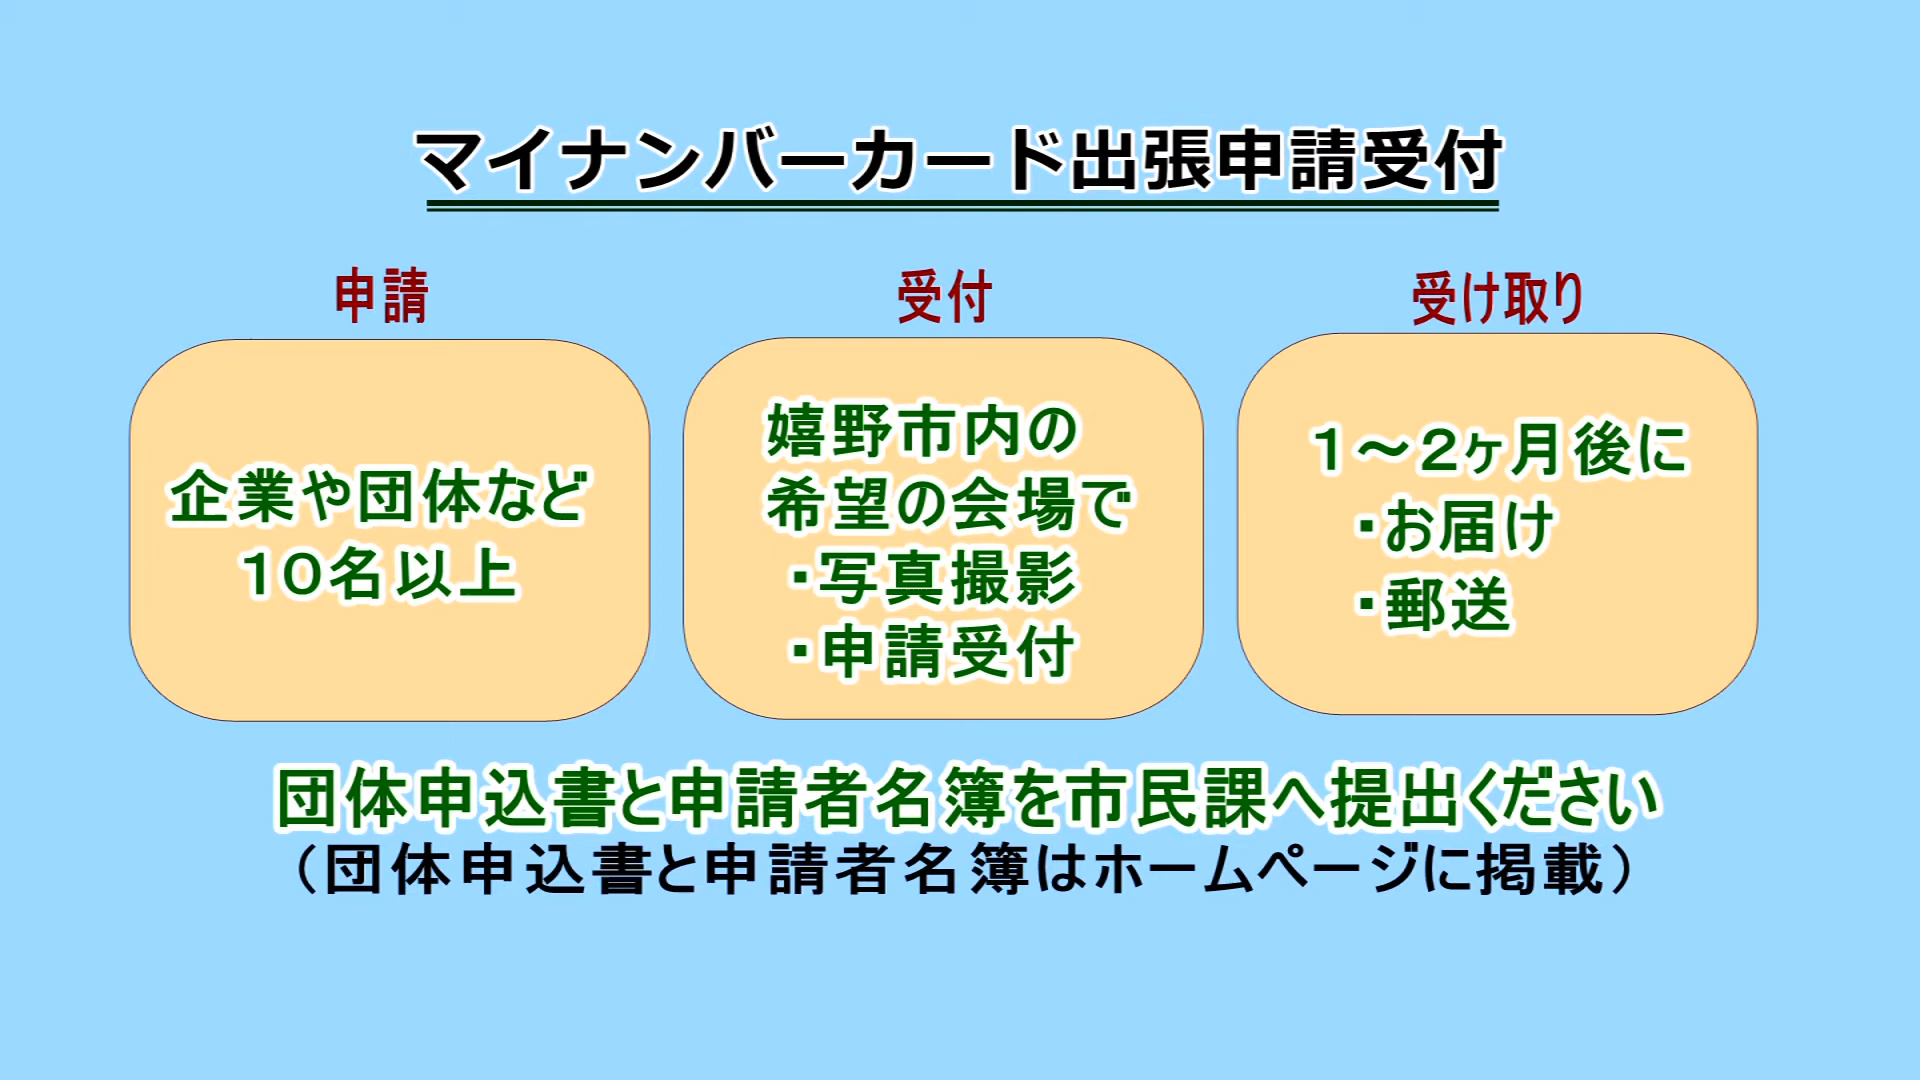 マイナンバーカード出張申請受付
申請
企業や団体など
１０名以上
受付
嬉野市内の
希望の会場で
・写真撮影
・申請受付
受け取り
１～２ヶ月後に
・お届け
・郵送
団体申込書と申請者名簿を市民課へ提出ください
（団体申込書と申請者名簿はホームページに掲載）